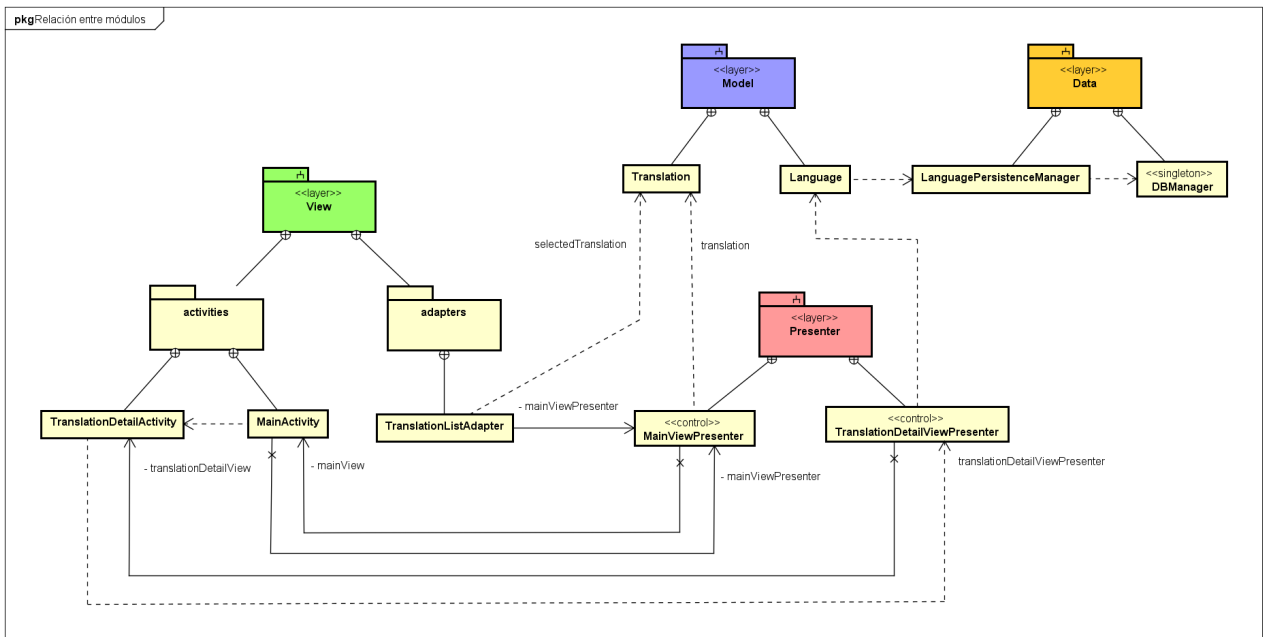 pkg Relación entre módulos
<<layer>>
Model
<<layer>>
Data
Translation
Language
LanguagePersistenceManager
<<singleton>>
DBManager
<<layer>>
View
selectedTranslation
translation
activities
adapters
<<layer>>
Presenter
TranslationDetailActivity
MainActivity
TranslationListAdapter
- mainViewPresenter
<<control>>
MainViewPresenter
<<control>>
TranslationDetailViewPresenter
- translationDetailView
- mainView
- mainViewPresenter
translationDetailViewPresenter